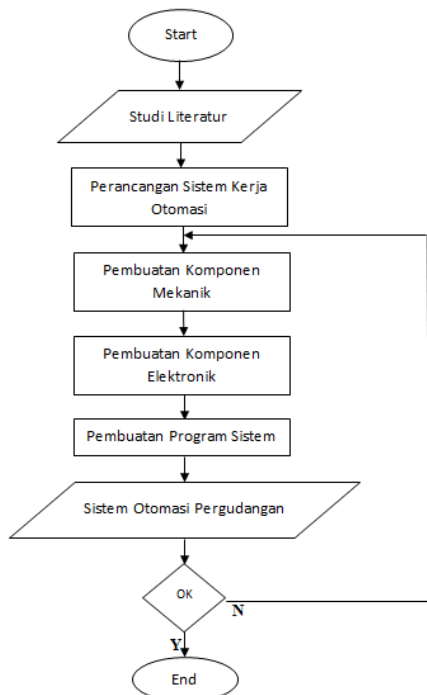 Start
Studi Literatur
Perancangan Sistem Kerja
Otomasi
Pembuatan Komponen
Mekanik
Pembuatan Komponen
Elektronik
Pembuatan Program Sistem
Sistem Otomasi Pergudangan
OK
N
Y
End